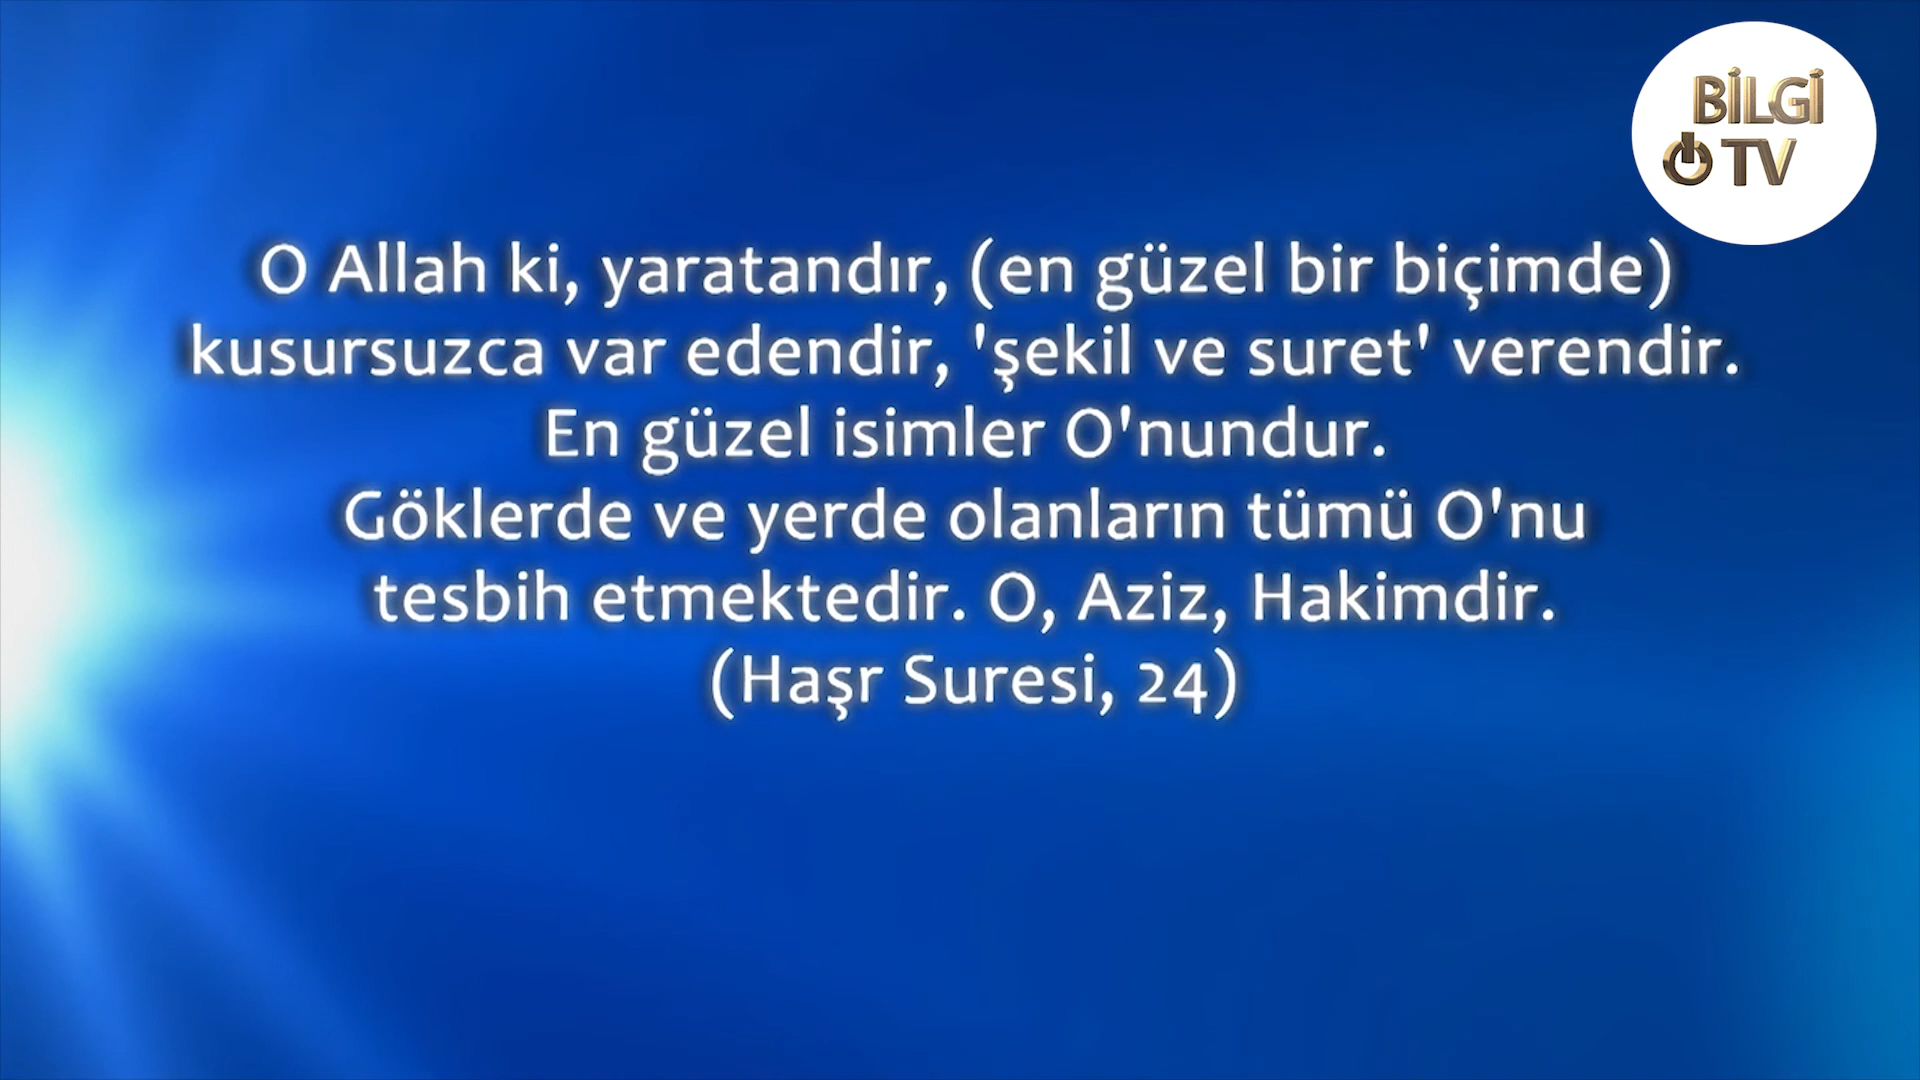 BİLGİ
TV
O Allah ki, yaratandır, (en güzel bir biçimde)
kusursuzca var edendir, 'şekil ve suret' verendir.
En güzel isimler O'nundur.
Göklerde ve yerde olanların tümü O'nu
tesbih etmektedir. O, Aziz, Hakimdir.
(Haşr Suresi, 24)